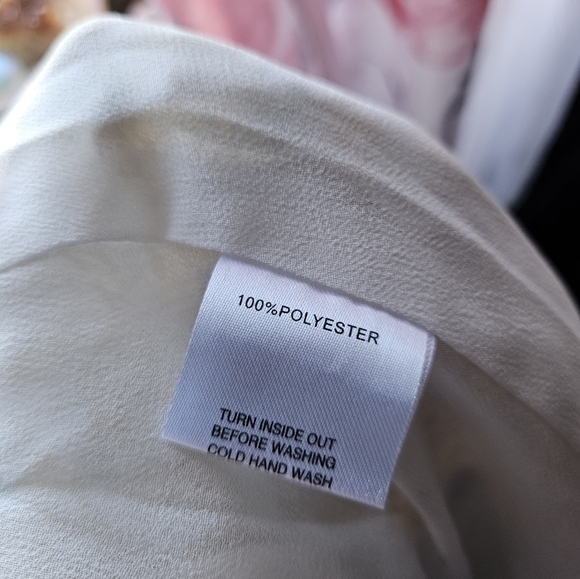 100%POLYESTER
TURN INSIDE OUT
BEFORE WASHING
COLD HAND WASH